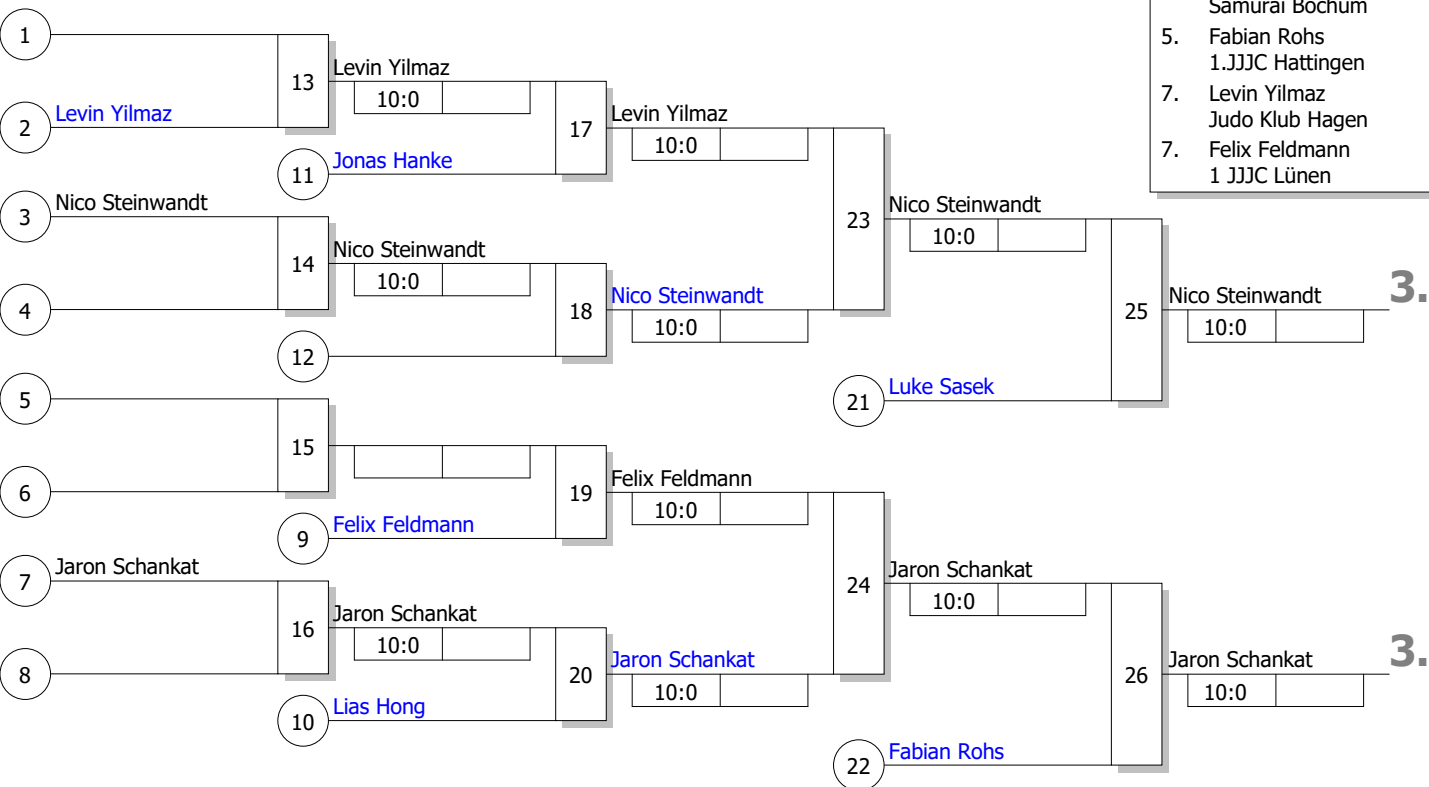 Samurai Bochum
5. Fabian Rohs
1.JJJC Hattingen
7. Levin Yilmaz
Judo Klub Hagen
7. Felix Feldmann
1 JJJC Lünen
1
13
Levin Yilmaz
10:0
2
Levin Yilmaz
17
Levin Yilmaz
10:0
11
Jonas Hanke
3
Nico Steinwandt
23
Nico Steinwandt
10:0
14
Nico Steinwandt
10:0
4
18
Nico Steinwandt
10:0
12
25
Nico Steinwandt
10:0
3.
5
21
Luke Sasek
15
6
19
Felix Feldmann
10:0
9
Felix Feldmann
7
Jaron Schankat
24
Jaron Schankat
10:0
16
Jaron Schankat
10:0
8
20
Jaron Schankat
10:0
10
Lias Hong
26
Jaron Schankat
10:0
3.
22
Fabian Rohs